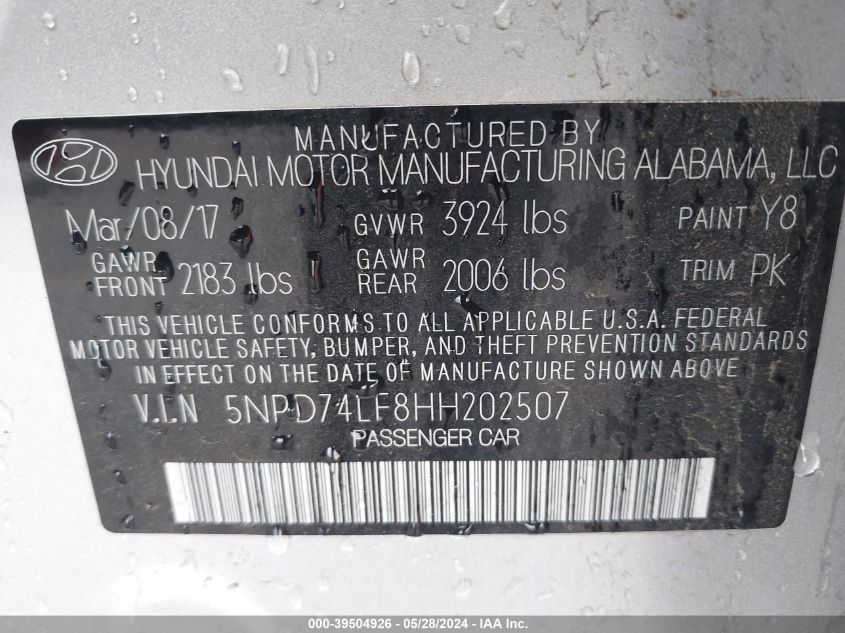 MANUFACTURED BY
HYUNDAI MOTOR MANUFACTURING ALABAMA, LLC
Mar/08/17 GVWR 3924 lbs PAINT Y8
GAWR FRONT 2183 lbs GAWR REAR 2006 lbs TRIM PK
THIS VEHICLE CONFORMS TO ALL APPLICABLE U.S.A. FEDERAL
MOTOR VEHICLE SAFETY, BUMPER, AND THEFT PREVENTION STANDARDS
IN EFFECT ON THE DATE OF MANUFACTURE SHOWN ABOVE
V.I.N 5NPD74LF8HH202507
PASSENGER CAR
000-39504926 - 05/28/2024 - IAA Inc.